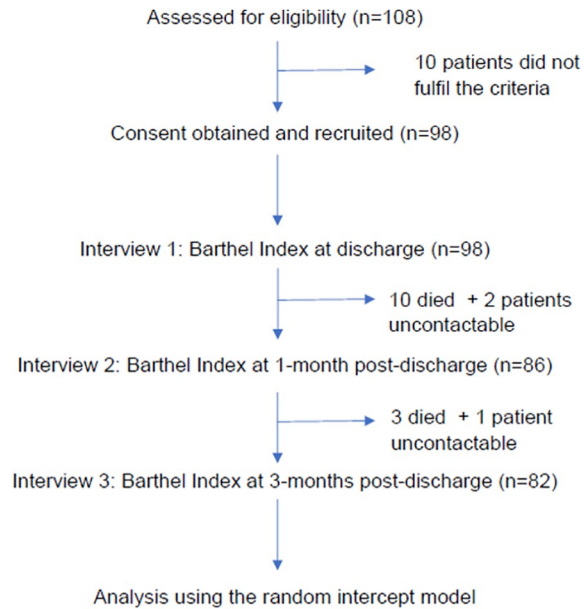 Assessed for eligibility (n=108)
10 patients did not
fulfil the criteria
Consent obtained and recruited (n=98)
Interview 1: Barthel Index at discharge (n=98)
10 died + 2 patients
uncontactable
Interview 2: Barthel Index at 1-month post-discharge (n=86)
3 died + 1 patient
uncontactable
Interview 3: Barthel Index at 3-months post-discharge (n=82)
Analysis using the random intercept model